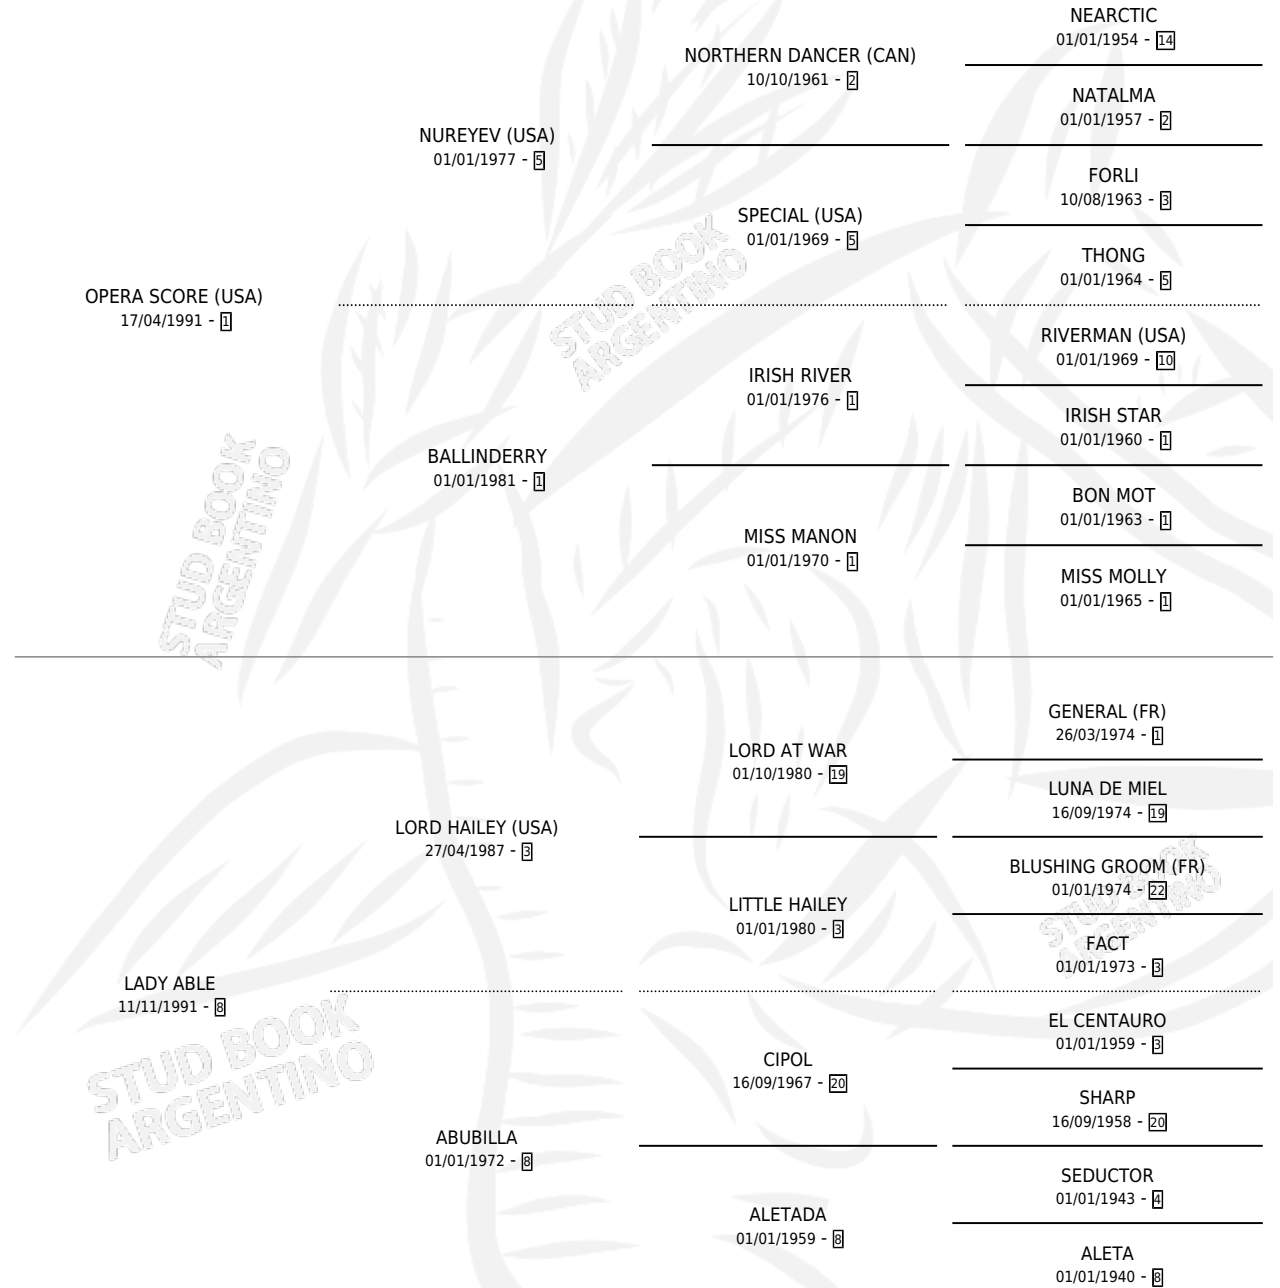 OPERA SCORE (USA)
17/04/1991 - 1
NUREYEV (USA)
01/01/1977 - 5
NORTHERN DANCER (CAN)
10/10/1961 - 2
NEARCTIC
01/01/1954 - 14
NATALMA
01/01/1957 - 2
SPECIAL (USA)
01/01/1969 - 5
FORLI
10/08/1963 - 3
THONG
01/01/1964 - 5
BALLINDERRY
01/01/1981 - 1
IRISH RIVER
01/01/1976 - 1
RIVERMAN (USA)
01/01/1969 - 10
IRISH STAR
01/01/1960 - 1
MISS MANON
01/01/1970 - 1
BON MOT
01/01/1963 - 1
MISS MOLLY
01/01/1965 - 1
LADY ABLE
11/11/1991 - 8
LORD HAILEY (USA)
27/04/1987 - 3
LORD AT WAR
01/10/1980 - 19
GENERAL (FR)
26/03/1974 - 1
LUNA DE MIEL
16/09/1974 - 19
LITTLE HAILEY
01/01/1980 - 3
BLUSHING GROOM (FR)
01/01/1974 - 22
FACT
01/01/1973 - 3
ABUBILLA
01/01/1972 - 8
CIPOL
16/09/1967 - 20
EL CENTAURO
01/01/1959 - 3
SHARP
16/09/1958 - 20
ALETADA
01/01/1959 - 8
SEDUCTOR
01/01/1943 - 4
ALETA
01/01/1940 - 8
STUD BOOK
ARGENTINO
STUD BOOK
ARGENTINO
STUD BOOK
ARGENTINO
STUD BOOK
ARGENTINO